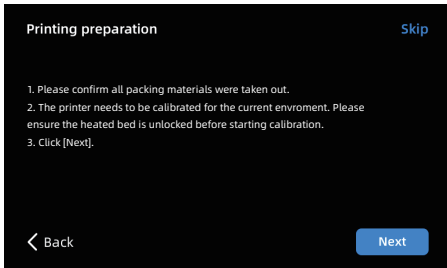 Printing preparation
Skip
1. Please confirm all packing materials were taken out.
2. The printer needs to be calibrated for the current enviroment. Please
ensure the heated bed is unlocked before starting calibration.
3. Click [Next].
Back
Next